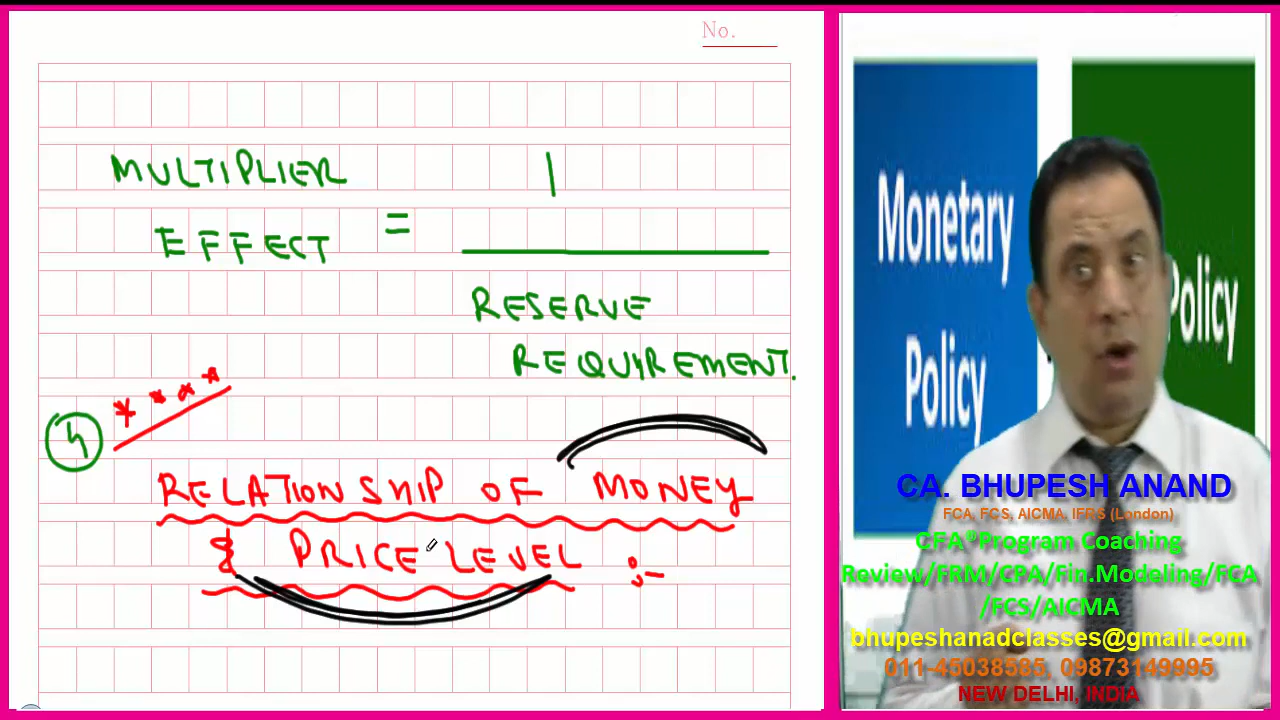 No.
MULTIPLIER
EFFECT
=
1
RESERVE
REQUIREMENT.
4
****
RELATIONSHIP OF MONEY
& PRICE LEVEL :-
Monetary
Policy
Policy
CA. BHUPESH ANAND
FCA, FCS, AICMA, IFRS (London)
CFA®Program Coaching
Review/FRM/CPA/Fin.Modeling/FCA
/FCS/AICMA
bhupeshanadclasses@gmail.com
011-45038585, 09873149895
NEW DELHI, INDIA